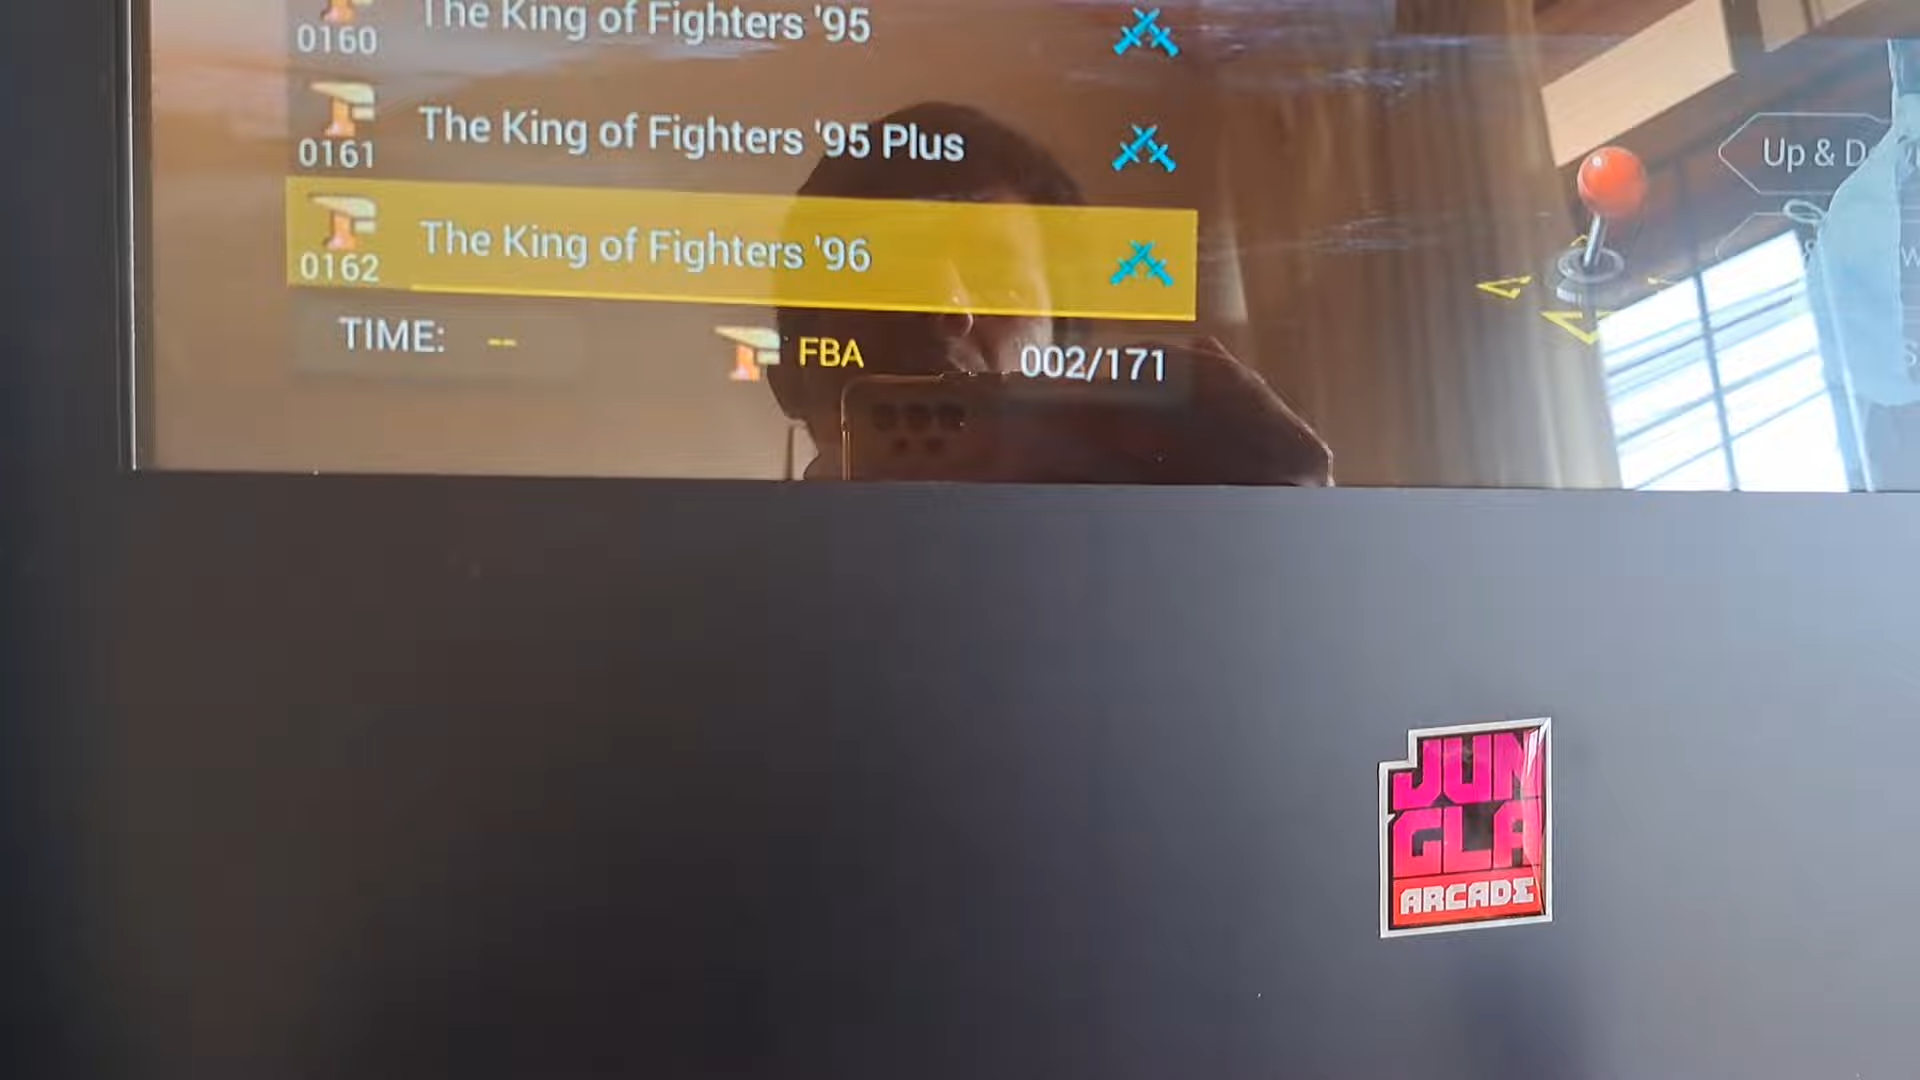 0160 The King of Fighters '95
0161 The King of Fighters '95 Plus
0162 The King of Fighters '96
TIME: --
FBA
002/171
Up & D
JUN
GLA
ARCADE